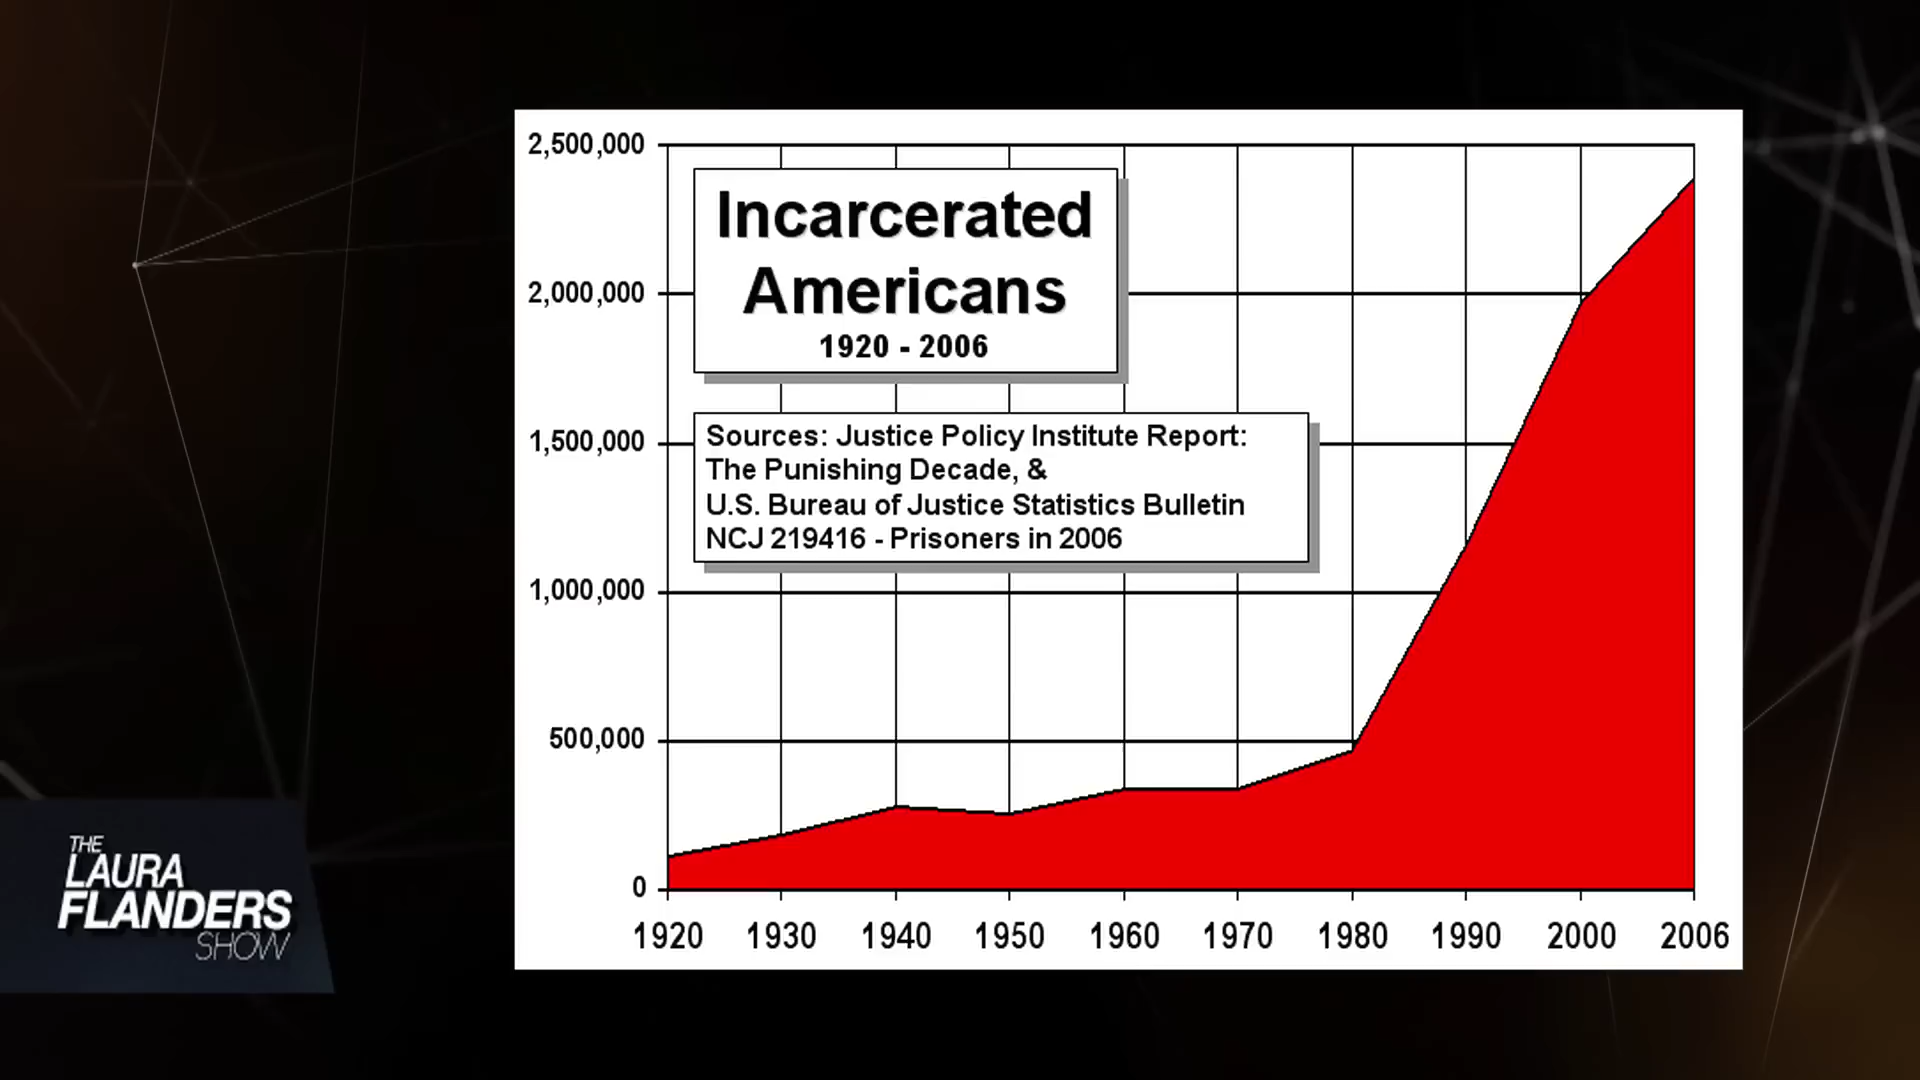 2,500,000
2,000,000
1,500,000
1,000,000
500,000
0
Incarcerated
Americans
1920 - 2006
Sources: Justice Policy Institute Report:
The Punishing Decade, &
U.S. Bureau of Justice Statistics Bulletin
NCJ 219416 - Prisoners in 2006
1920 1930 1940 1950 1960 1970 1980 1990 2000 2006
THE
LAURA
FLANDERS
SHOW